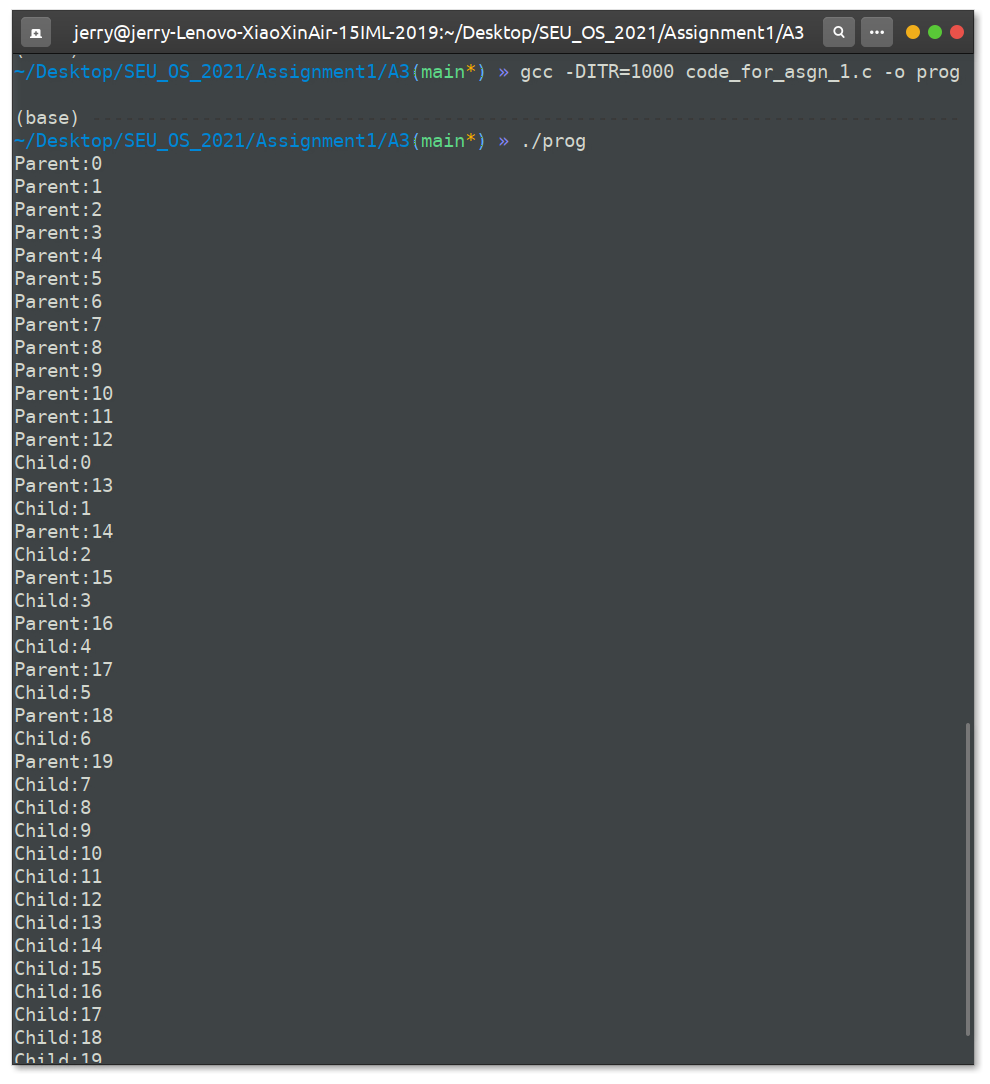 jerry@jerry-Lenovo-XiaoXinAir-15IML-2019:~/Desktop/SEU_OS_2021/Assignment1/A3
~/Desktop/SEU_OS_2021/Assignment1/A3(main*) » gcc -DITR=1000 code_for_asgn_1.c -o prog
(base)
~/Desktop/SEU_OS_2021/Assignment1/A3(main*) » ./prog
Parent:0
Parent:1
Parent:2
Parent:3
Parent:4
Parent:5
Parent:6
Parent:7
Parent:8
Parent:9
Parent:10
Parent:11
Parent:12
Child:0
Parent:13
Child:1
Parent:14
Child:2
Parent:15
Child:3
Parent:16
Child:4
Parent:17
Child:5
Parent:18
Child:6
Parent:19
Child:7
Child:8
Child:9
Child:10
Child:11
Child:12
Child:13
Child:14
Child:15
Child:16
Child:17
Child:18
Child:19